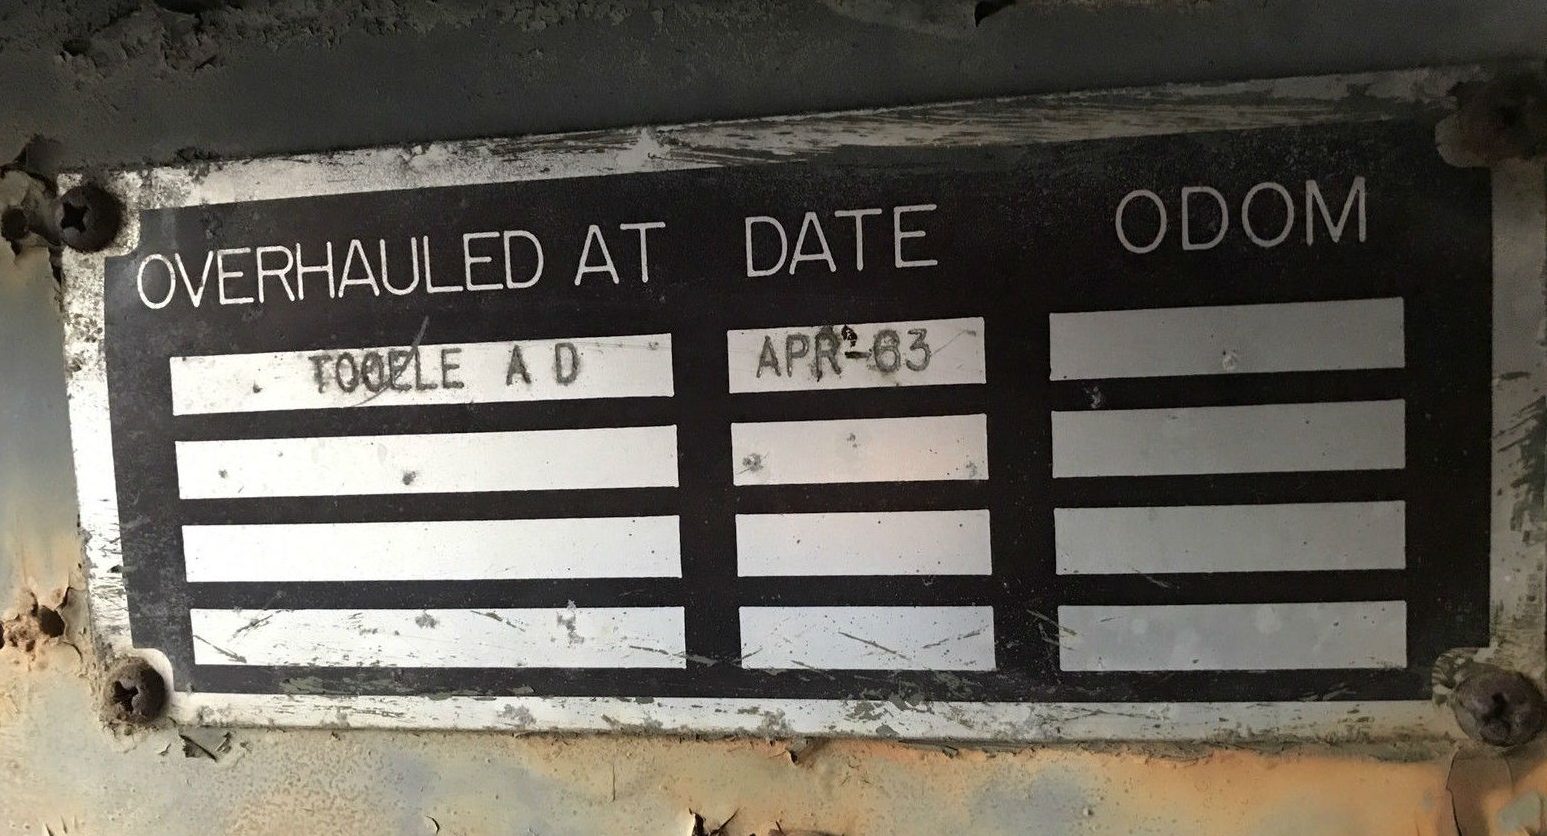 OVERHAULED AT DATE ODOM
TOOELE A D APR-63